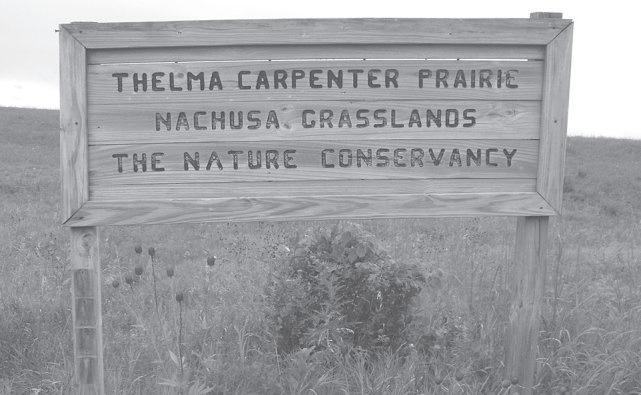 THELMA CARPENTER PRAIRIE
NACHUSA GRASSLANDS
THE NATURE CONSERVANCY